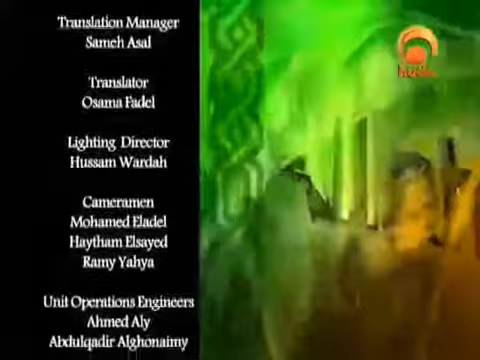 Translation Manager
Sameh Asal
Translator
Osama Fadel
Lighting Director
Hussam Wardah
Cameramen
Mohamed Eladel
Haytham Elsayed
Ramy Yahya
Unit Operations Engineers
Ahmed Aly
Abdulqadir Alghonaimy
huda